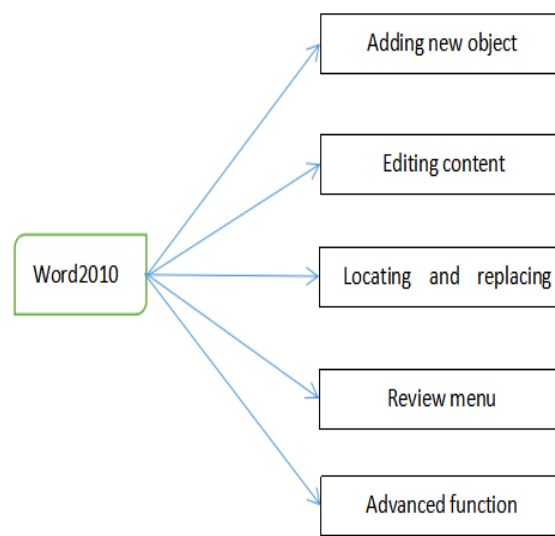 Adding new object
Editing content
Word2010
Locating and replacing
Review menu
Advanced function